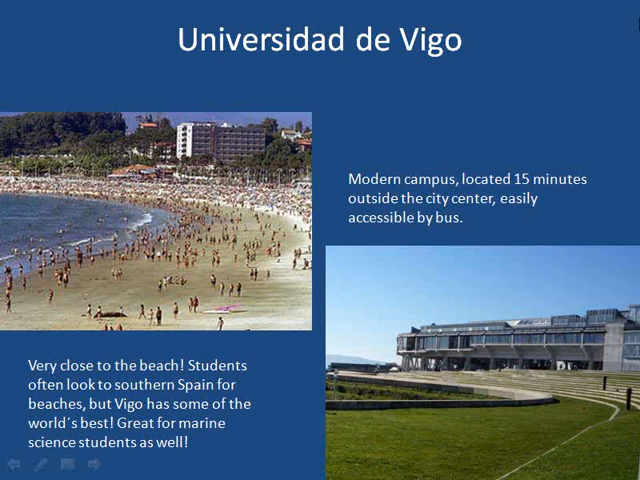 Universidad de Vigo
Modern campus, located 15 minutes
outside the city center, easily
accessible by bus.
Very close to the beach! Students
often look to southern Spain for
beaches, but Vigo has some of the
world´s best! Great for marine
science students as well!